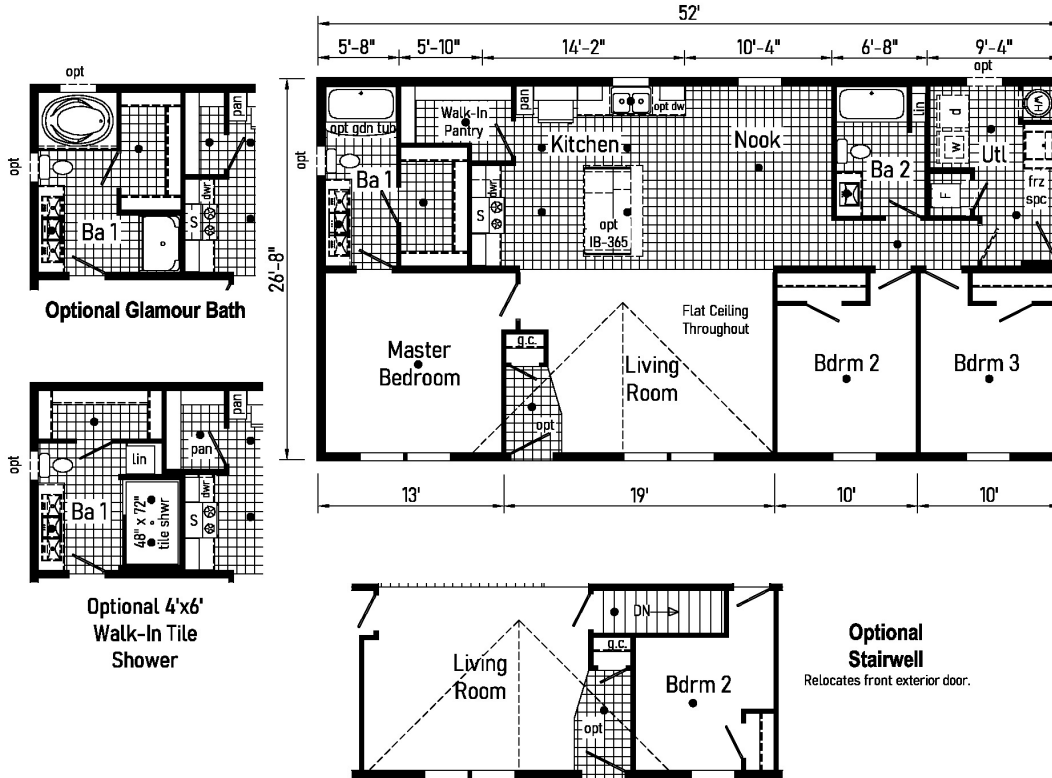 52'
5'-8"
5'-10"
14'-2"
10'-4"
6'-8"
9'-4"
opt
26'-8"
opt
opt gdn tub
Ba 1
Walk-In
Pantry
pan
Kitchen
opt dw
Nook
dwr
S
opt
IB-365
lin
Ba 2
d
w
F
Utl
WH
frz
spc
Master
Bedroom
g.c.
opt
Flat Ceiling
Throughout
Living
Room
Bdrm 2
Bdrm 3
13'
19'
10'
10'
opt
opt
pan
dwr
S
Ba 1
Optional Glamour Bath
opt
pan
pan
lin
dwr
S
Ba 1
48" x 72"
tile shwr
Optional 4'x6'
Walk-In Tile
Shower
DN
g.c.
Living
Room
opt
Bdrm 2
Optional
Stairwell
Relocates front exterior door.